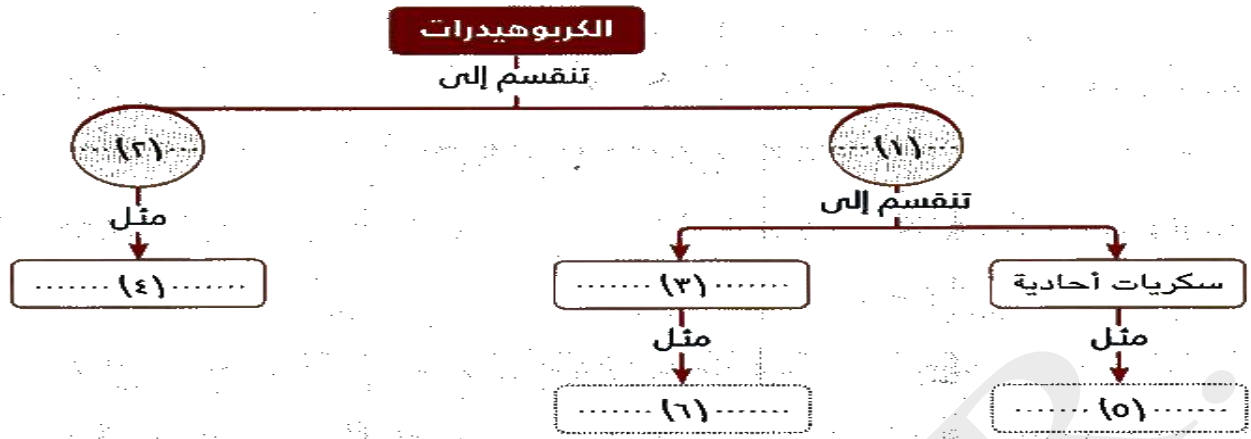 الكربوهيدرات
تنقسم إلى
....(١)....
....(٢)....
تنقسم إلى
مثل
سكريات أحادية
.......(٣).......
.......(٤).......
مثل
مثل
.......(٥).......
.......(٦).......